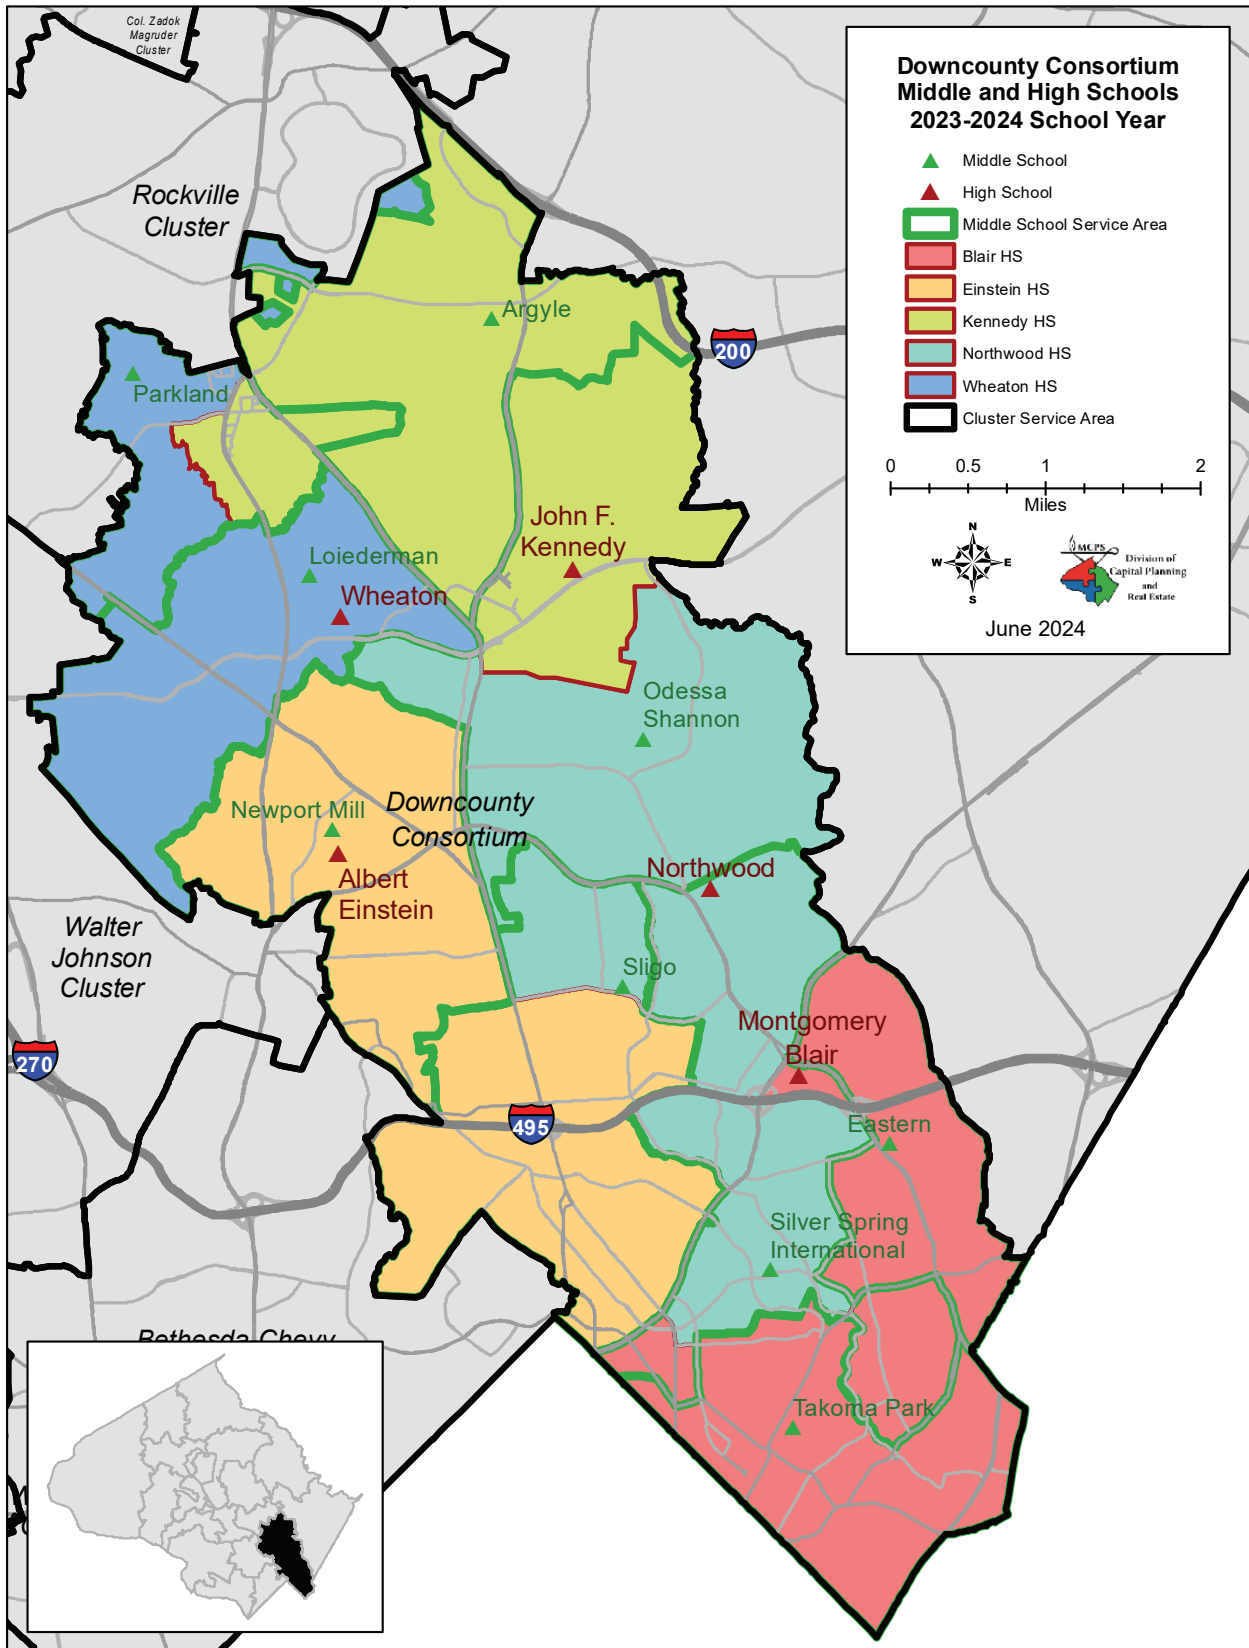 Col. Zadok
Magruder
Cluster
Downcounty Consortium
Middle and High Schools
2023-2024 School Year
Middle School
High School
Middle School Service Area
Blair HS
Einstein HS
Kennedy HS
Northwood HS
Wheaton HS
Cluster Service Area
0 0.5 1 2
Miles
N
W E
S
MCPS
Division of
Capital Planning
and
Real Estate
June 2024
Rockville
Cluster
Argyle
200
Parkland
John F.
Kennedy
Loiederman
Wheaton
Odessa
Shannon
Newport Mill
Downcounty
Consortium
Albert
Einstein
Northwood
Walter
Johnson
Cluster
Sligo
Montgomery
Blair
270
495
Eastern
Silver Spring
International
Bethesda Chevy
Takoma Park